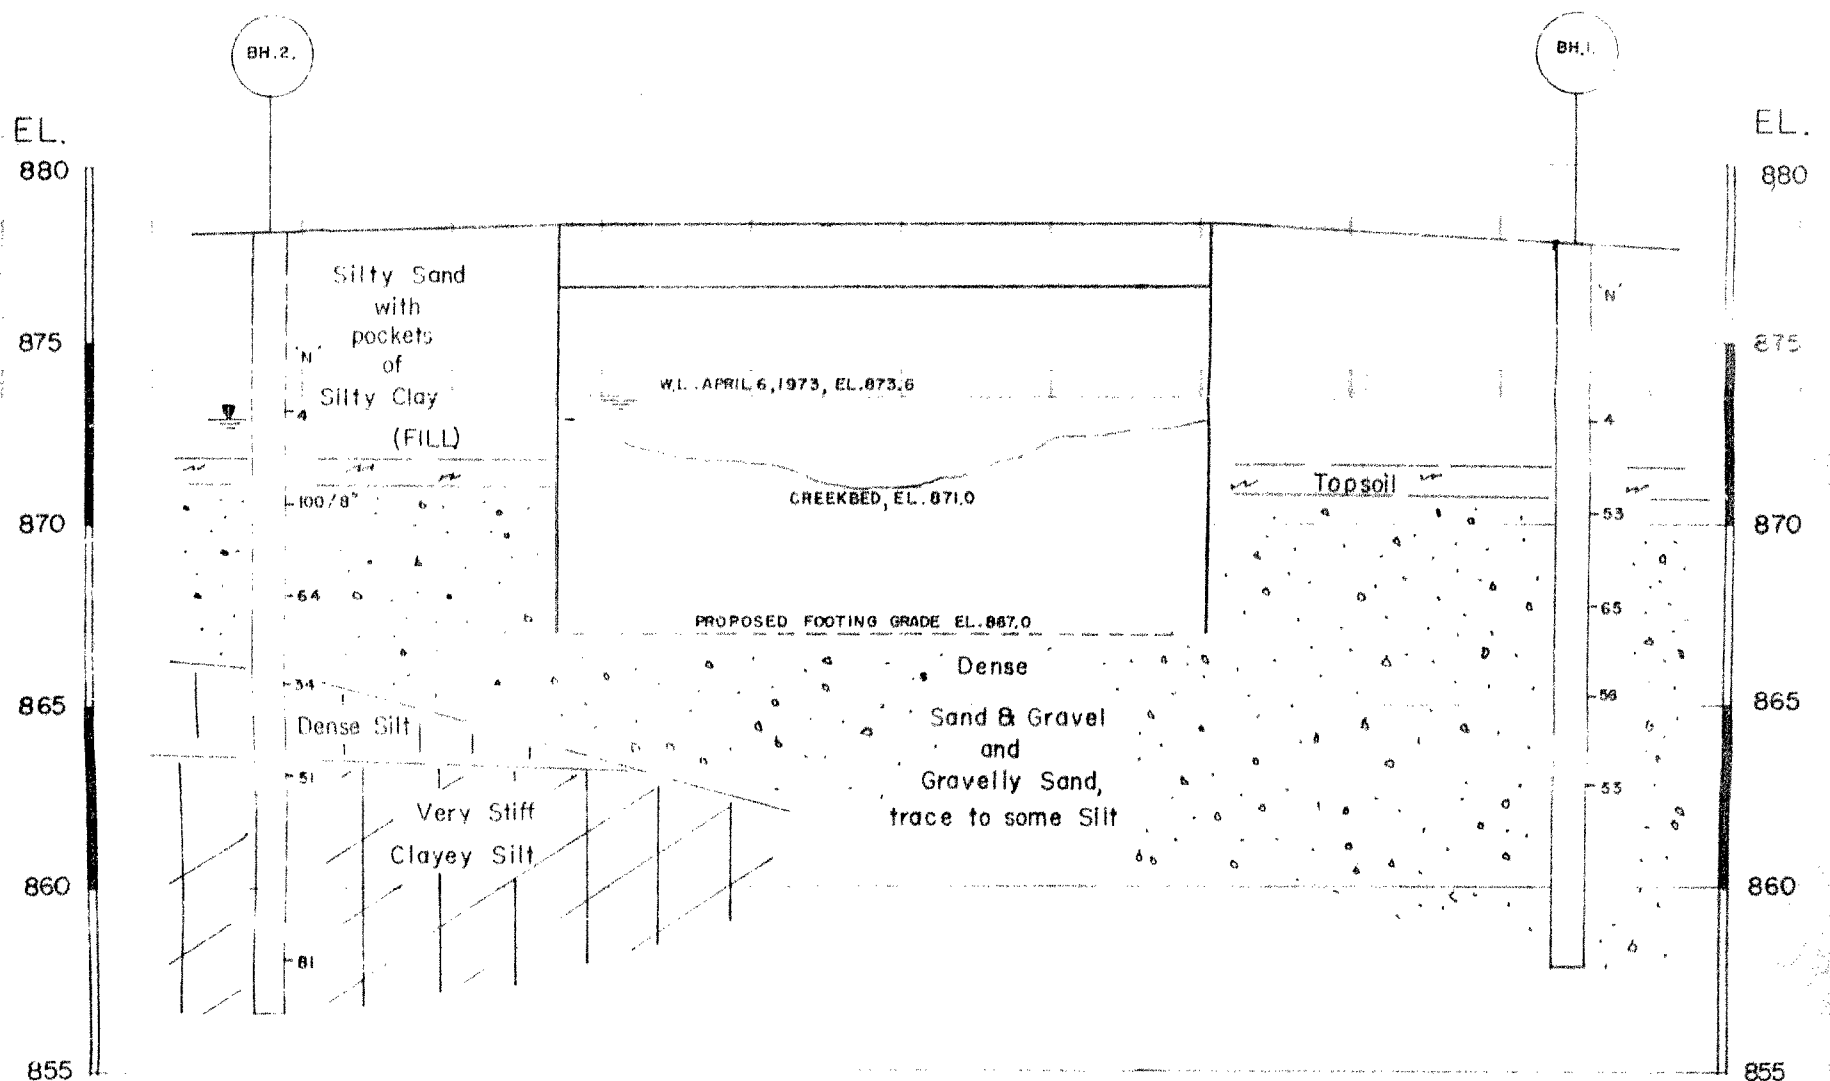 BH.2.
BH.1.
EL.
EL.
880
880
Silty Sand
with
pockets
of
Silty Clay
(FILL)
'N'
'N'
875
875
W.L. APRIL 6,1973, EL.873.6
4
4
Topsoil
CREEKBED, EL. 871.0
100/8"
53
870
870
64
65
PROPOSED FOOTING GRADE EL.867.0
Dense
Sand & Gravel
and
Gravelly Sand,
trace to some Silt
56
865
865
Dense Silt
51
53
Very Stiff
Clayey Silt
860
860
81
855
855